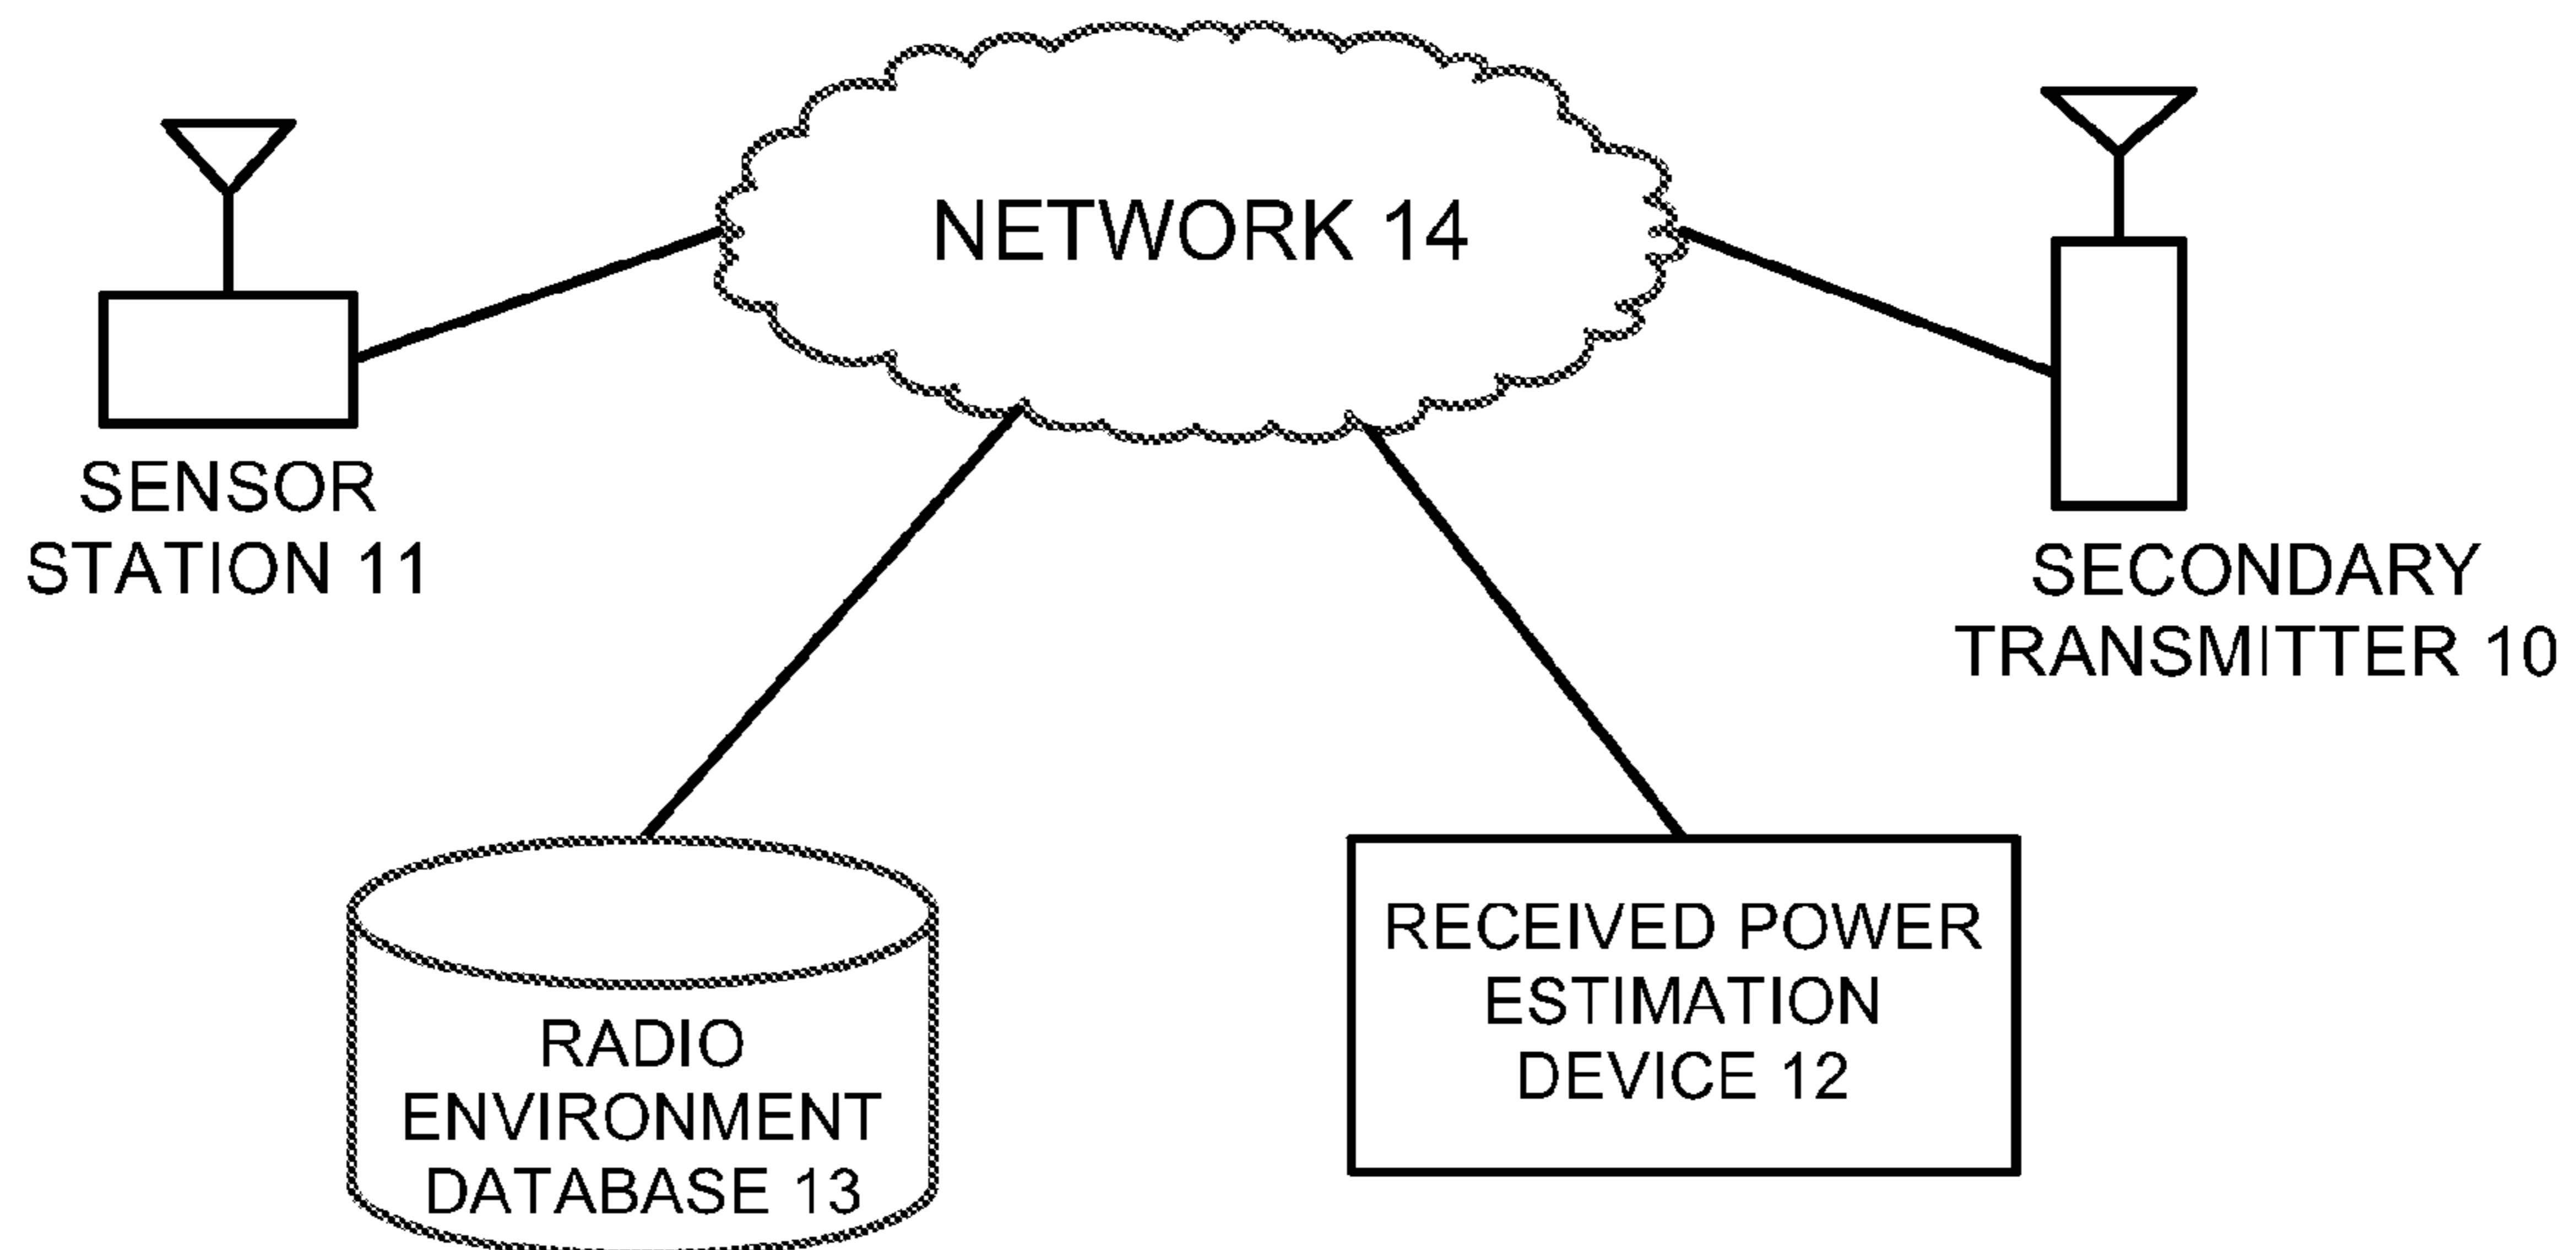 NETWORK 14
SENSOR
STATION 11
SECONDARY
TRANSMITTER 10
RADIO
ENVIRONMENT
DATABASE 13
RECEIVED POWER
ESTIMATION
DEVICE 12